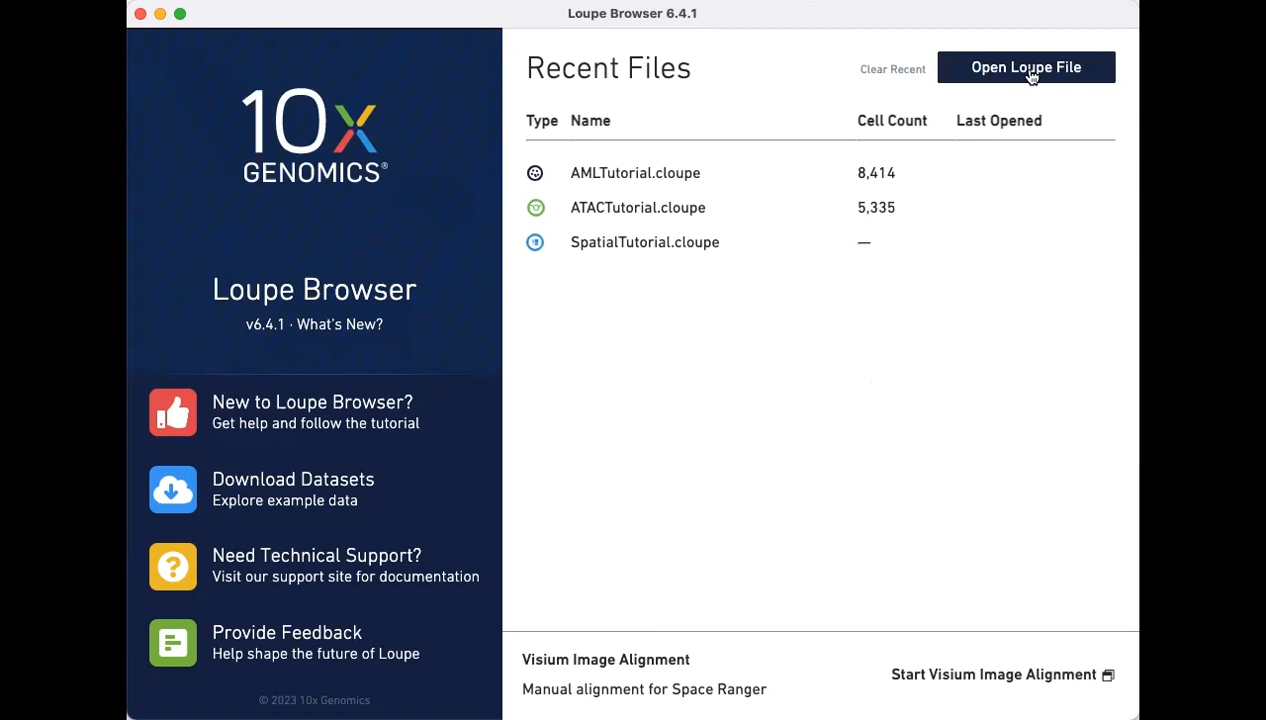 Loupe Browser 6.4.1
10x
GENOMICS®
Loupe Browser
v6.4.1 · What's New?
New to Loupe Browser?
Get help and follow the tutorial
Download Datasets
Explore example data
Need Technical Support?
Visit our support site for documentation
Provide Feedback
Help shape the future of Loupe
© 2023 10x Genomics
Recent Files
Clear Recent
Open Loupe File
Type Name Cell Count Last Opened
AMLTutorial.cloupe 8,414
ATACTutorial.cloupe 5,335
SpatialTutorial.cloupe —
Visium Image Alignment
Manual alignment for Space Ranger
Start Visium Image Alignment